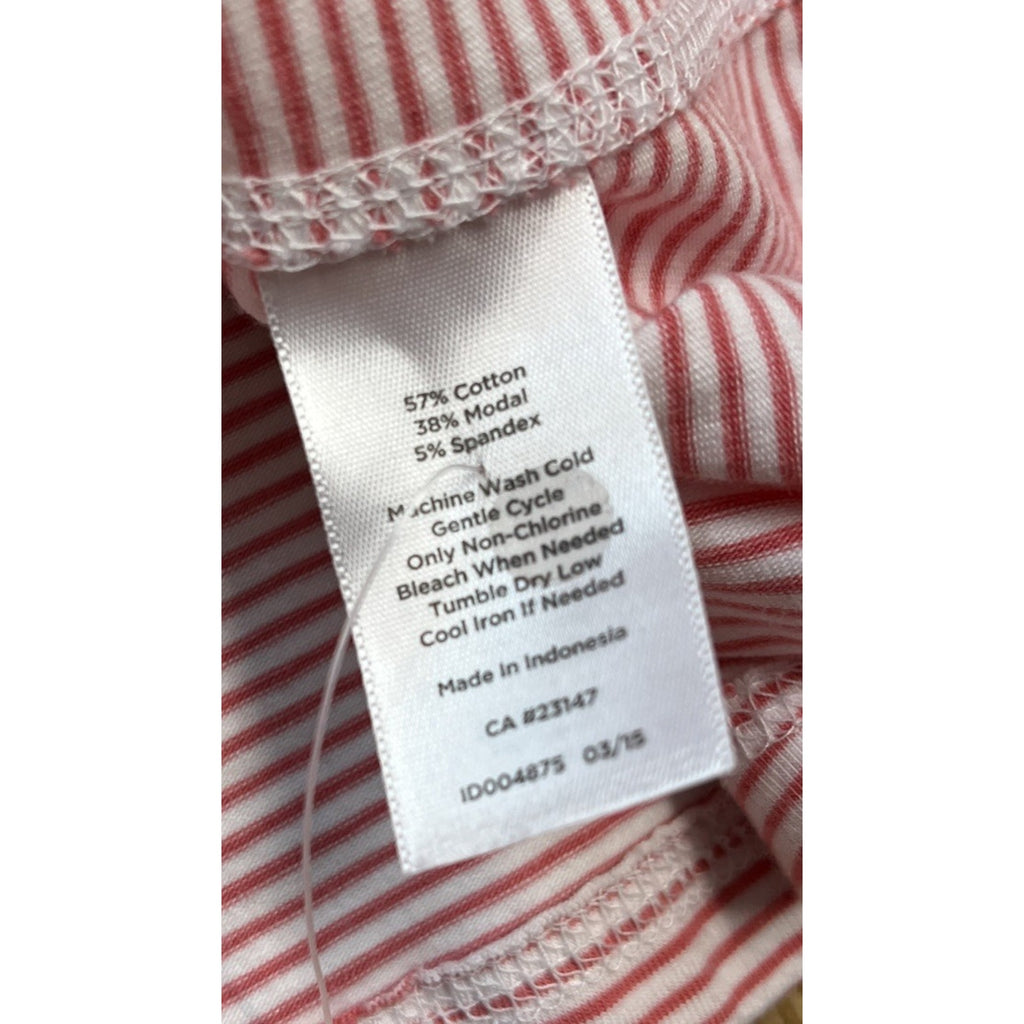 57% Cotton
38% Modal
5% Spandex
Machine Wash Cold
Gentle Cycle
Only Non-Chlorine
Bleach When Needed
Tumble Dry Low
Cool Iron If Needed
Made In Indonesia
CA #23147
ID004875 03/15